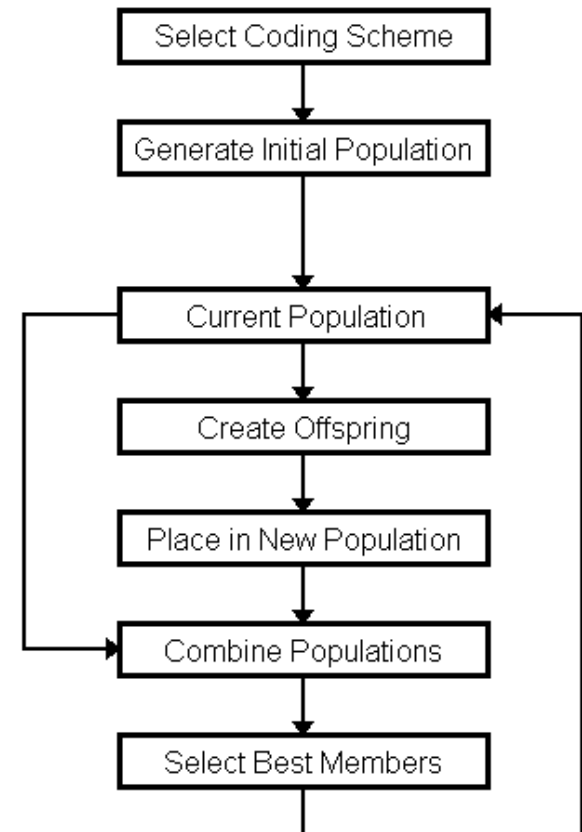 Select Coding Scheme
Generate Initial Population
Current Population
Create Offspring
Place in New Population
Combine Populations
Select Best Members